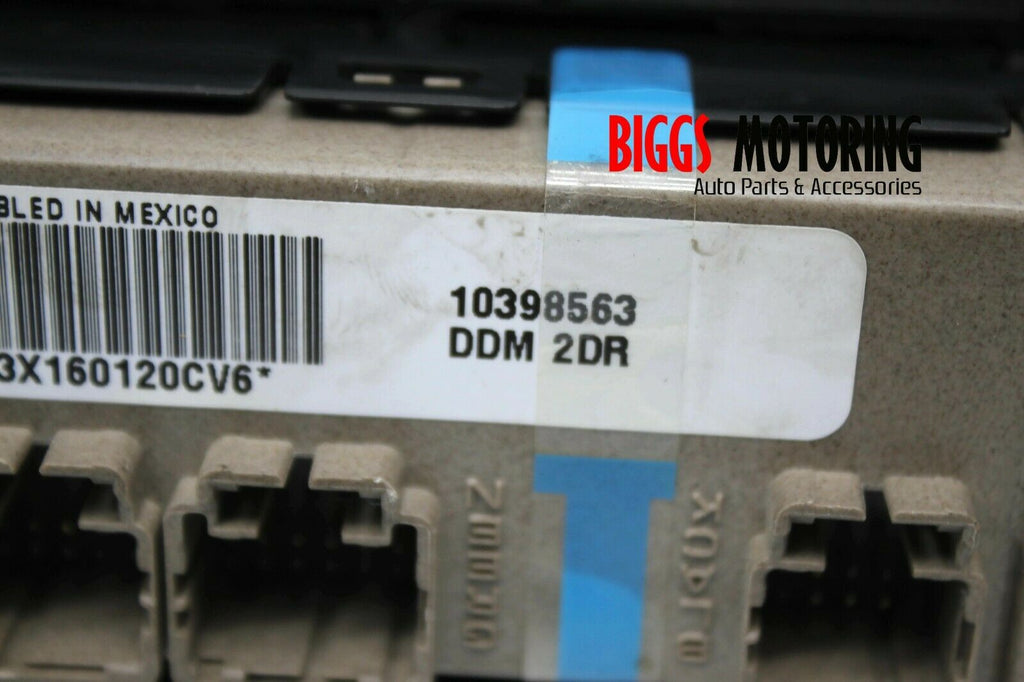 BIGGS MOTORING
Auto Parts & Accessories
BLED IN MEXICO
10398563
DDM 2DR
3X160120CV6*